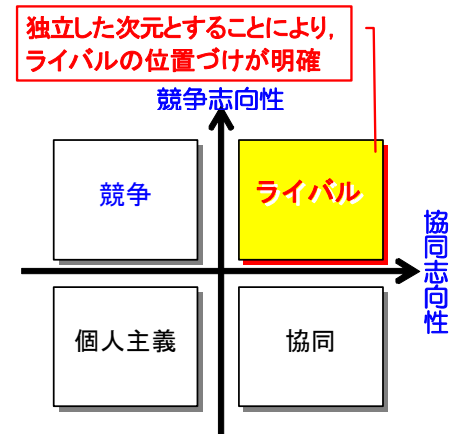 独立した次元とすることにより,
ライバルの位置づけが明確
競争志向性
競争
ライバル
協同志向性
個人主義
協同